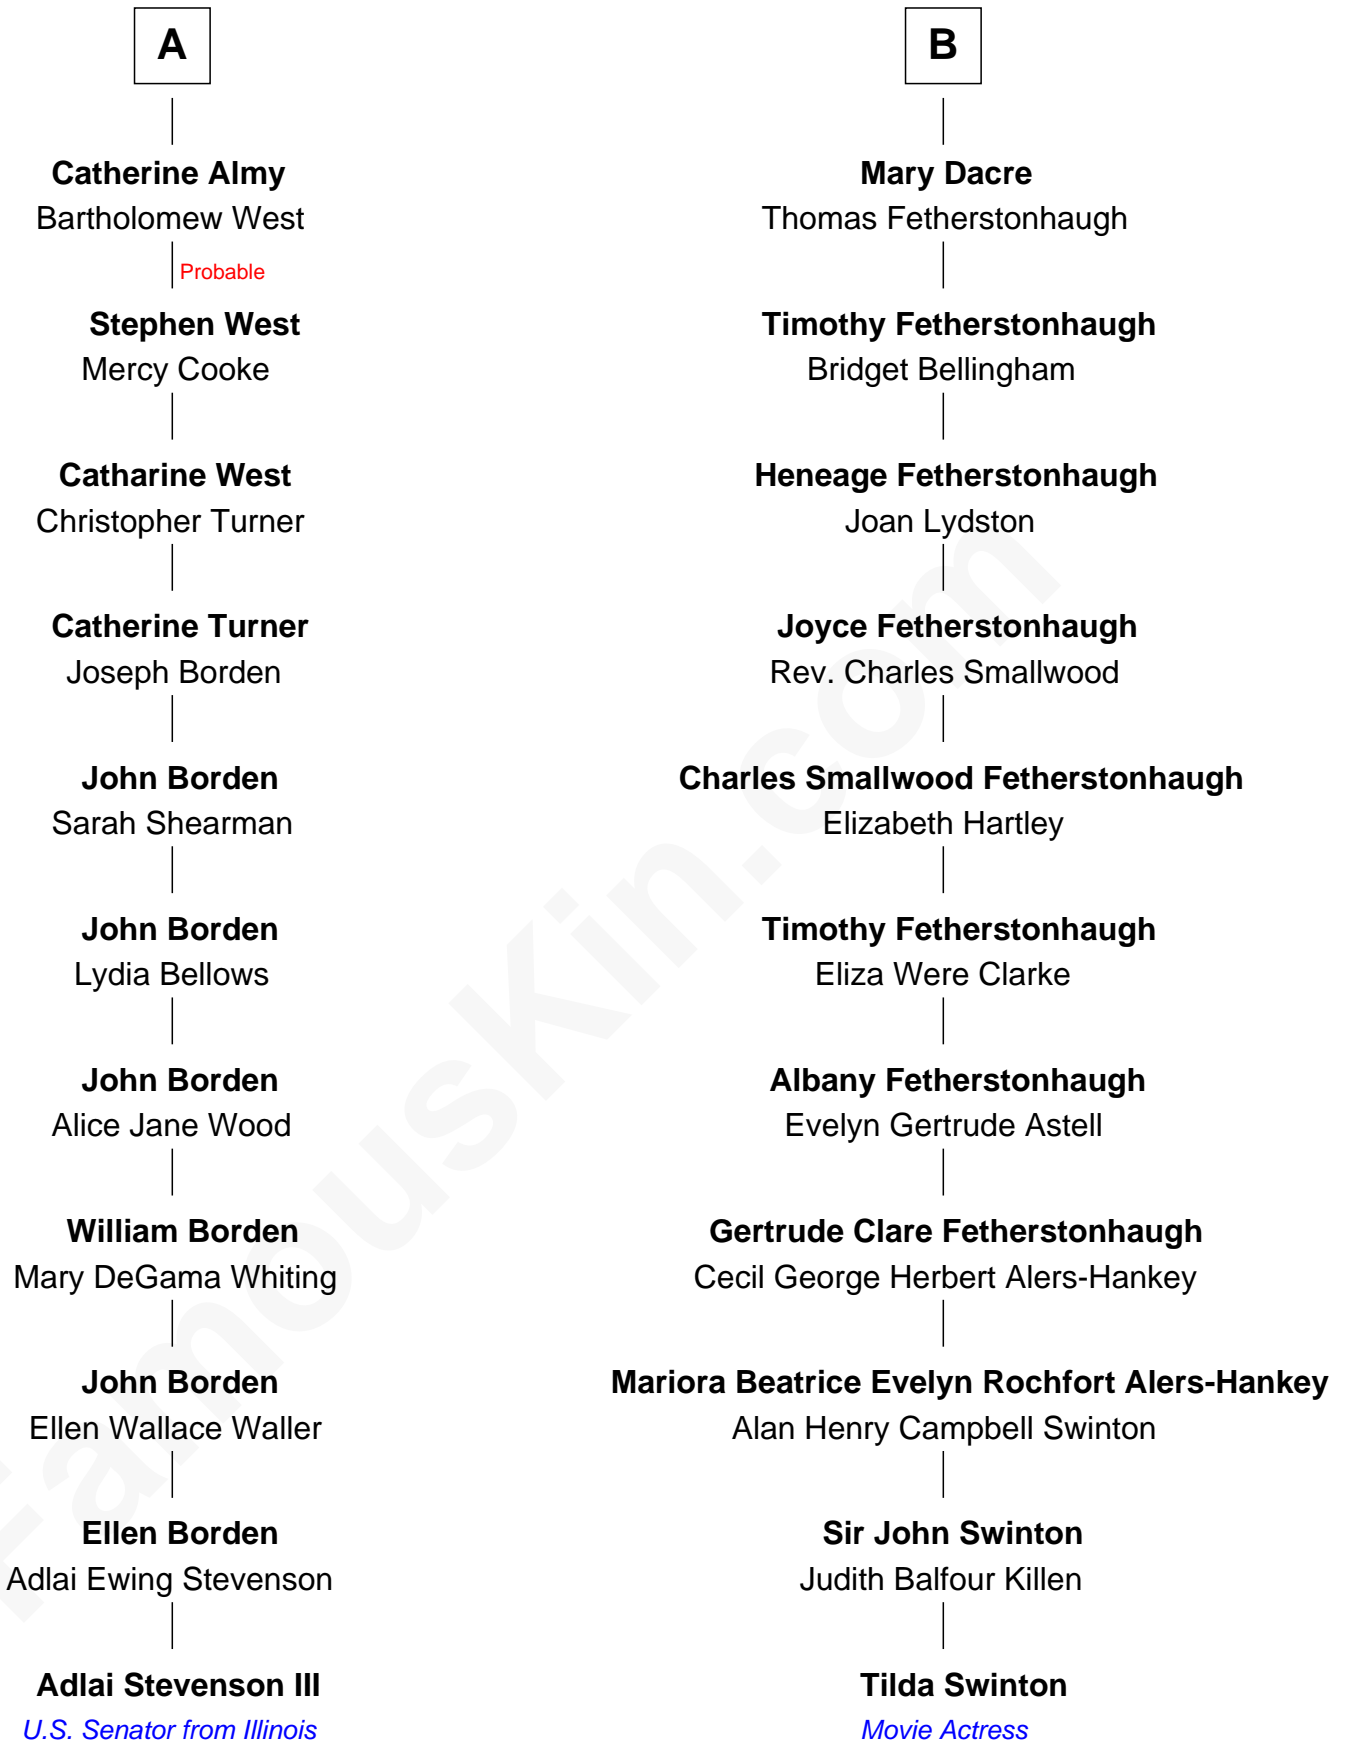 A
Catherine Almy
Bartholomew West
Probable
Stephen West
Mercy Cooke
Catharine West
Christopher Turner
Catherine Turner
Joseph Borden
John Borden
Sarah Shearman
John Borden
Lydia Bellows
John Borden
Alice Jane Wood
William Borden
Mary DeGama Whiting
John Borden
Ellen Wallace Waller
Ellen Borden
Adlai Ewing Stevenson
Adlai Stevenson III
U.S. Senator from Illinois
B
Mary Dacre
Thomas Fetherstonhaugh
Timothy Fetherstonhaugh
Bridget Bellingham
Heneage Fetherstonhaugh
Joan Lydston
Joyce Fetherstonhaugh
Rev. Charles Smallwood
Charles Smallwood Fetherstonhaugh
Elizabeth Hartley
Timothy Fetherstonhaugh
Eliza Were Clarke
Albany Fetherstonhaugh
Evelyn Gertrude Astell
Gertrude Clare Fetherstonhaugh
Cecil George Herbert Alers-Hankey
Mariora Beatrice Evelyn Rochfort Alers-Hankey
Alan Henry Campbell Swinton
Sir John Swinton
Judith Balfour Killen
Tilda Swinton
Movie Actress
FamousKin.com